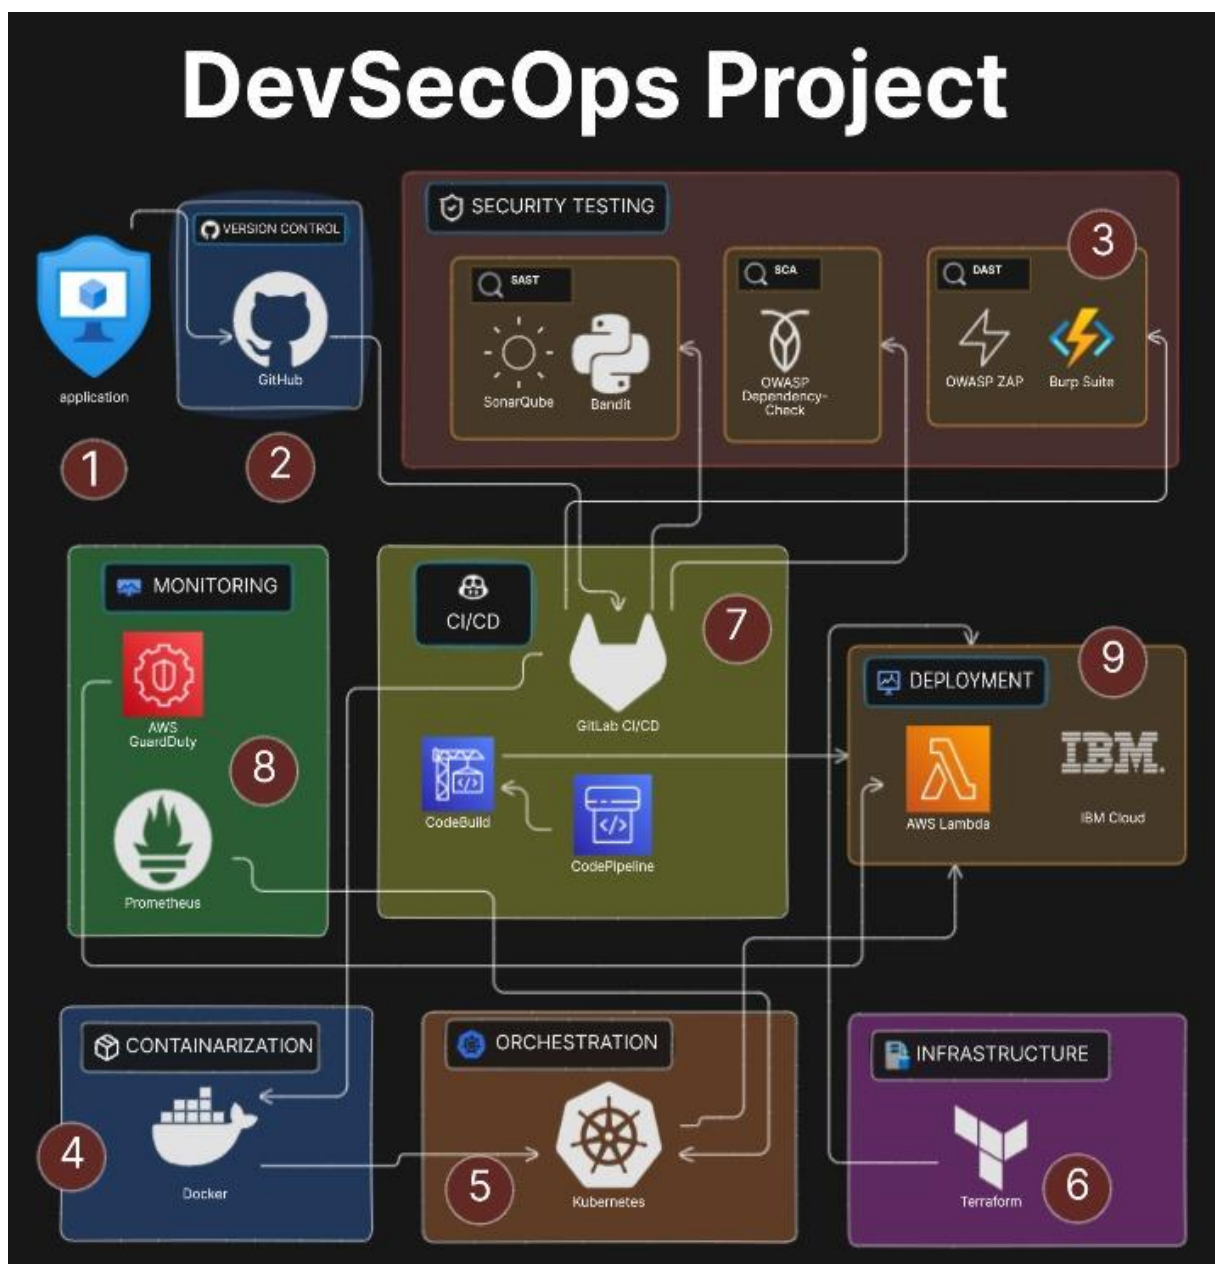 DevSecOps Project
application
1
VERSION CONTROL
GitHub
2
SECURITY TESTING
SAST
SonarQube
Bandit
SCA
OWASP
Dependency-
Check
DAST
OWASP ZAP
Burp Suite
3
MONITORING
AWS
GuardDuty
8
Prometheus
CI/CD
7
GitLab CI/CD
CodeBuild
CodePipeline
9
DEPLOYMENT
AWS Lambda
IBM.
IBM Cloud
CONTAINARIZATION
4
Docker
ORCHESTRATION
5
Kubernetes
INFRASTRUCTURE
Terraform
6